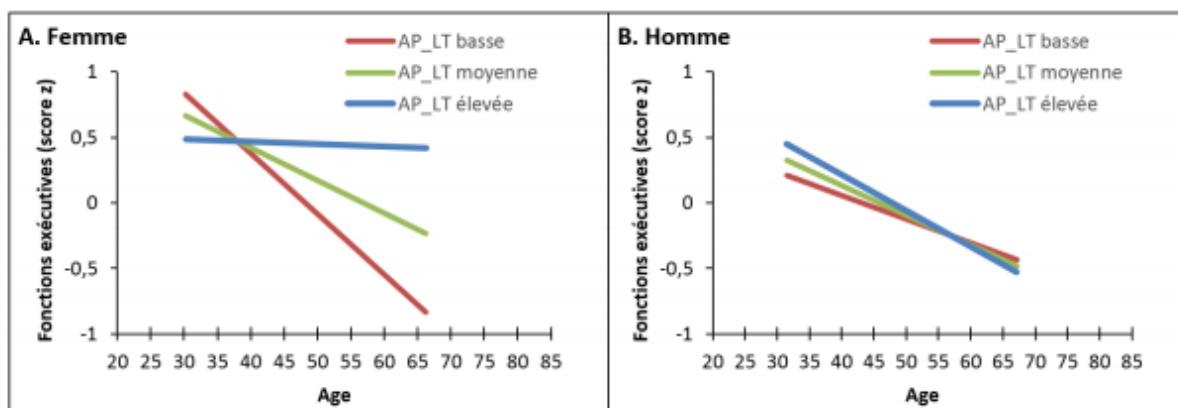 A. Femme
AP_LT basse
AP_LT moyenne
AP_LT élevée
Fonctions exécutives (score z)
1
0,5
0
-0,5
-1
20 25 30 35 40 45 50 55 60 65 70 75 80 85
Age
B. Homme
AP_LT basse
AP_LT moyenne
AP_LT élevée
Fonctions exécutives (score z)
1
0,5
0
-0,5
-1
20 25 30 35 40 45 50 55 60 65 70 75 80 85
Age